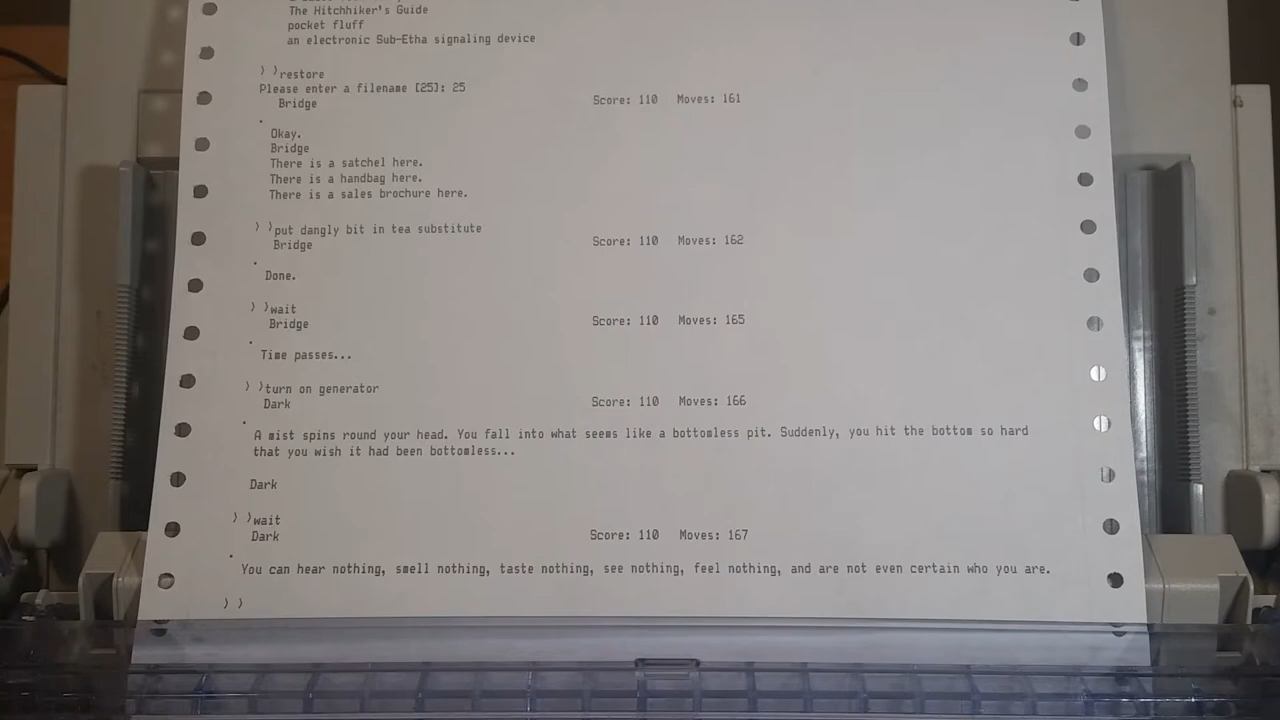 The Hitchhiker's Guide
pocket fluff
an electronic Sub-Etha signaling device
> >restore
Please enter a filename [25]: 25
Bridge Score: 110 Moves: 161
.
Okay.
Bridge
There is a satchel here.
There is a handbag here.
There is a sales brochure here.
> >put dangly bit in tea substitute
Bridge Score: 110 Moves: 162
.
Done.
> >wait
Bridge Score: 110 Moves: 165
.
Time passes...
> >turn on generator
Dark Score: 110 Moves: 166
.
A mist spins round your head. You fall into what seems like a bottomless pit. Suddenly, you hit the bottom so hard
that you wish it had been bottomless...
Dark
> >wait
Dark Score: 110 Moves: 167
.
You can hear nothing, smell nothing, taste nothing, see nothing, feel nothing, and are not even certain who you are.
> >